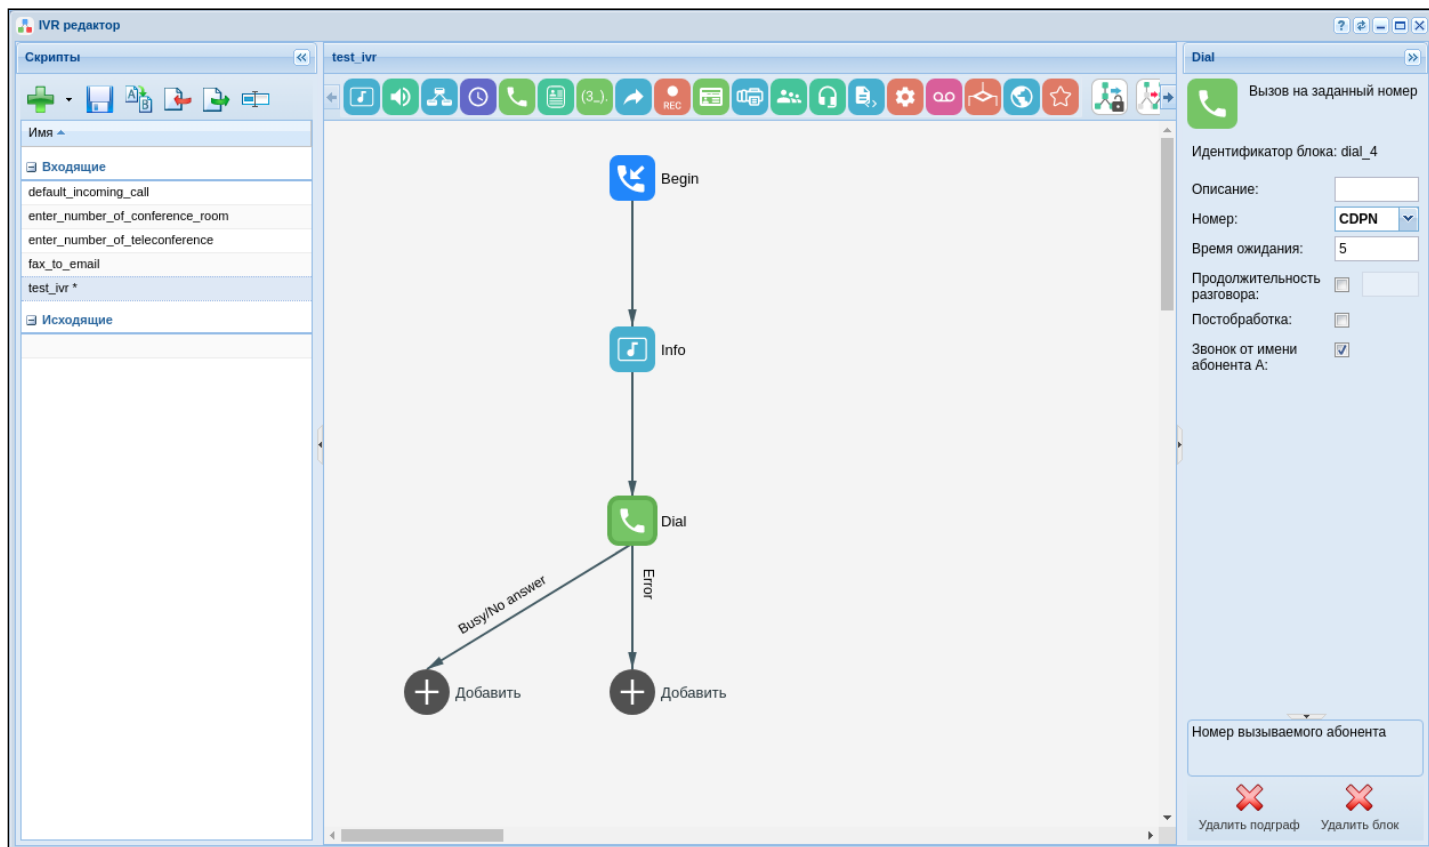 IVR редактор
Скрипты
Имя
Входящие
default_incoming_call
enter_number_of_conference_room
enter_number_of_teleconference
fax_to_email
test_ivr *
Исходящие
test_ivr
(3...).
REC
Begin
Info
Dial
Busy/No answer
Error
Добавить
Добавить
Dial
Вызов на заданный номер
Идентификатор блока: dial_4
Описание:
Номер: CDPN
Время ожидания: 5
Продолжительность
разговора:
Постобработка:
Звонок от имени
абонента А:
Номер вызываемого абонента
Удалить подграф Удалить блок